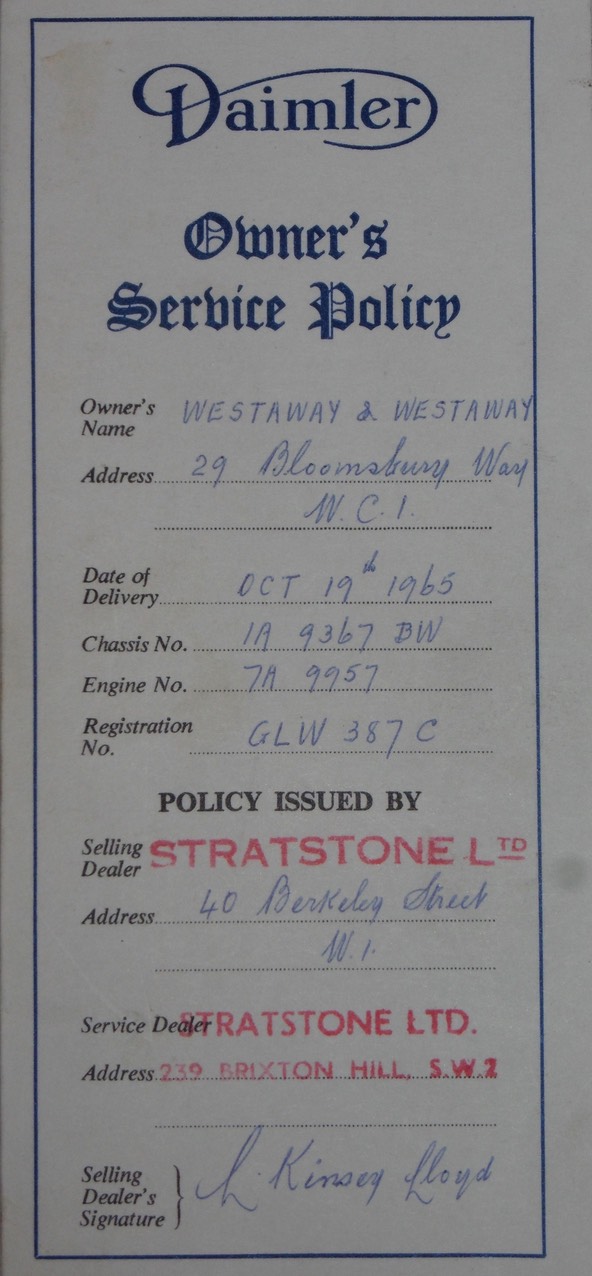 Daimler
Owner's
Service Policy
Owner's Name WESTAWAY & WESTAWAY
Address 29 Bloomsbury Way
W.C.1.
Date of Delivery OCT 19th 1965
Chassis No. 1A 9367 BW
Engine No. 7A 9957
Registration No. GLW 387 C
POLICY ISSUED BY
Selling Dealer STRATSTONE LTD
Address 40 Berkeley Street
W.1.
Service Dealer STRATSTONE LTD.
Address 239 BRIXTON HILL, S.W.2
Selling Dealer's Signature L. Kinsey Lloyd